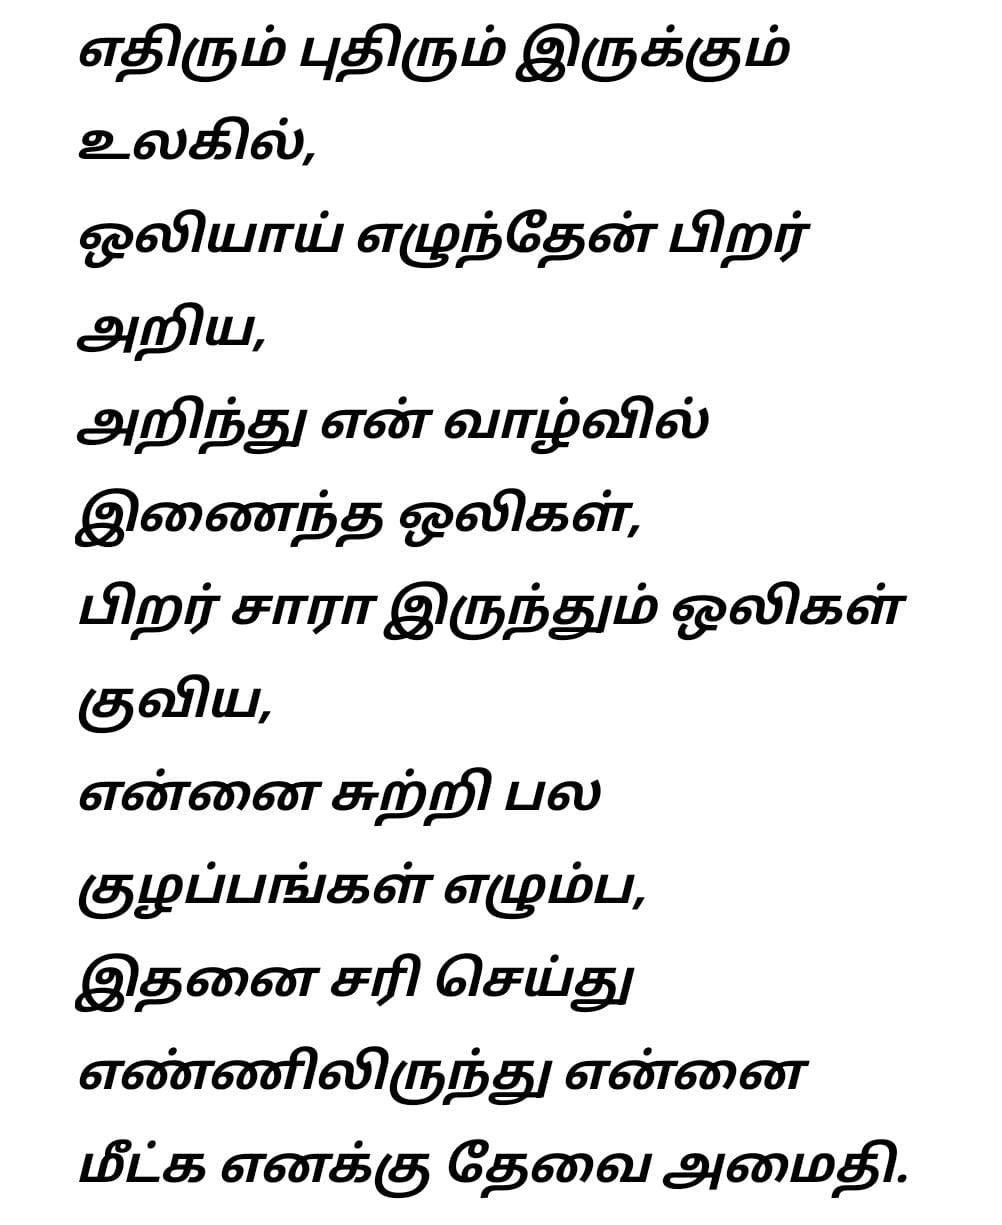 எதிரும் புதிரும் இருக்கும்
உலகில்,
ஒலியாய் எழுந்தேன் பிறர்
அறிய,
அறிந்து என் வாழ்வில்
இணைந்த ஒலிகள்,
பிறர் சாரா இருந்தும் ஒலிகள்
குவிய,
என்னை சுற்றி பல
குழப்பங்கள் எழும்ப,
இதனை சரி செய்து
எண்ணிலிருந்து என்னை
மீட்க எனக்கு தேவை அமைதி.